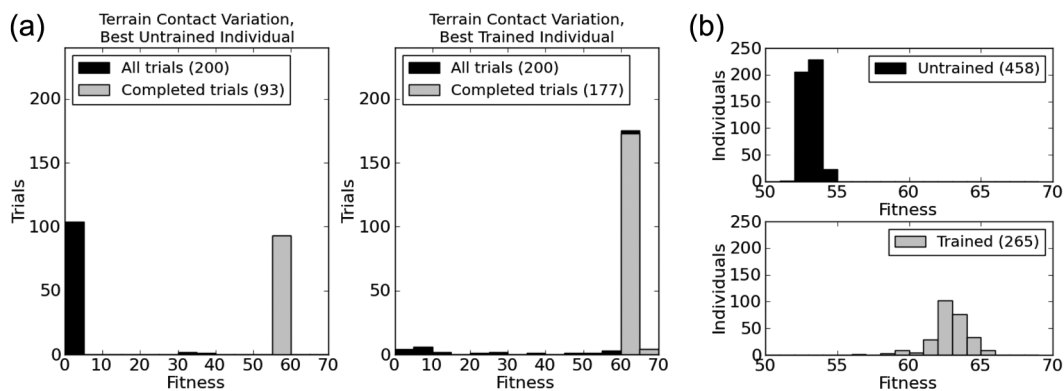 (a)
Terrain Contact Variation,
Best Untrained Individual
All trials (200)
Completed trials (93)
Trials
200
150
100
50
0
0 10 20 30 40 50 60 70
Fitness
Terrain Contact Variation,
Best Trained Individual
All trials (200)
Completed trials (177)
Trials
200
150
100
50
0
0 10 20 30 40 50 60 70
Fitness
(b)
Untrained (458)
Individuals
250
200
150
100
50
0
50 55 60 65 70
Fitness
Trained (265)
Individuals
250
200
150
100
50
0
50 55 60 65 70
Fitness